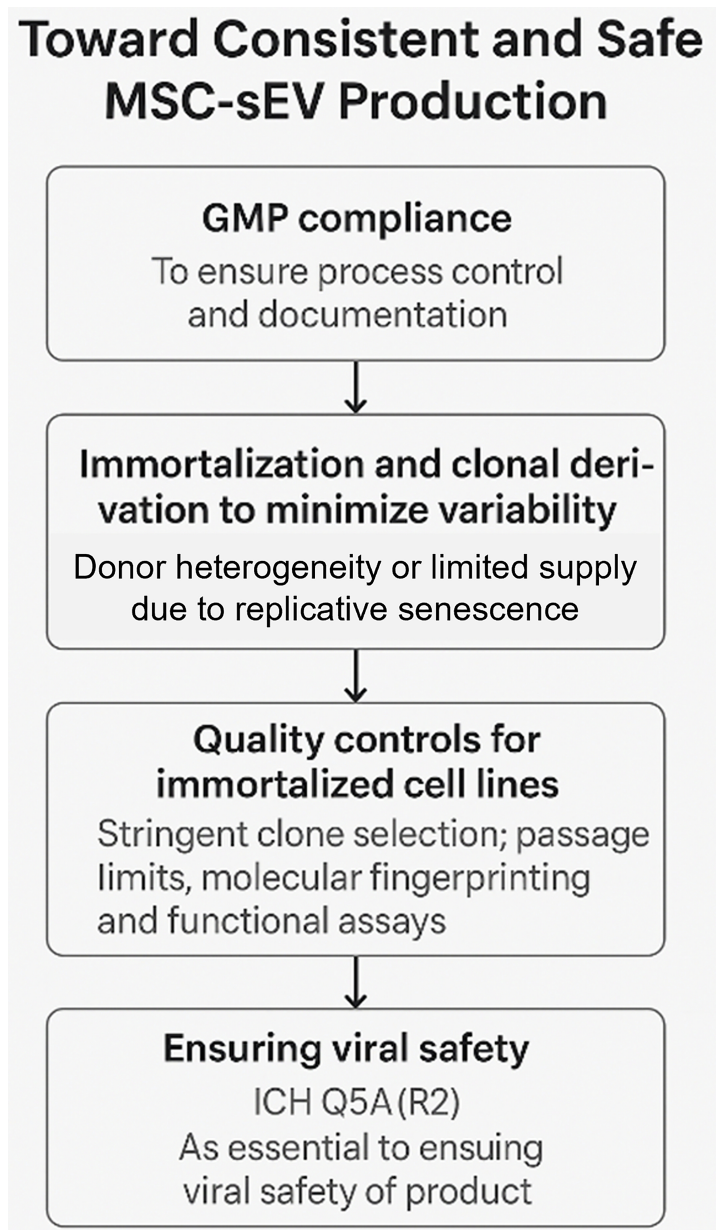 Toward Consistent and Safe
MSC-sEV Production
GMP compliance
To ensure process control
and documentation
Immortalization and clonal deri-
vation to minimize variability
Donor heterogeneity or limited supply
due to replicative senescence
Quality controls for
immortalized cell lines
Stringent clone selection; passage
limits, molecular fingerprinting
and functional assays
Ensuring viral safety
ICH Q5A (R2)
As essential to ensuing
viral safety of product